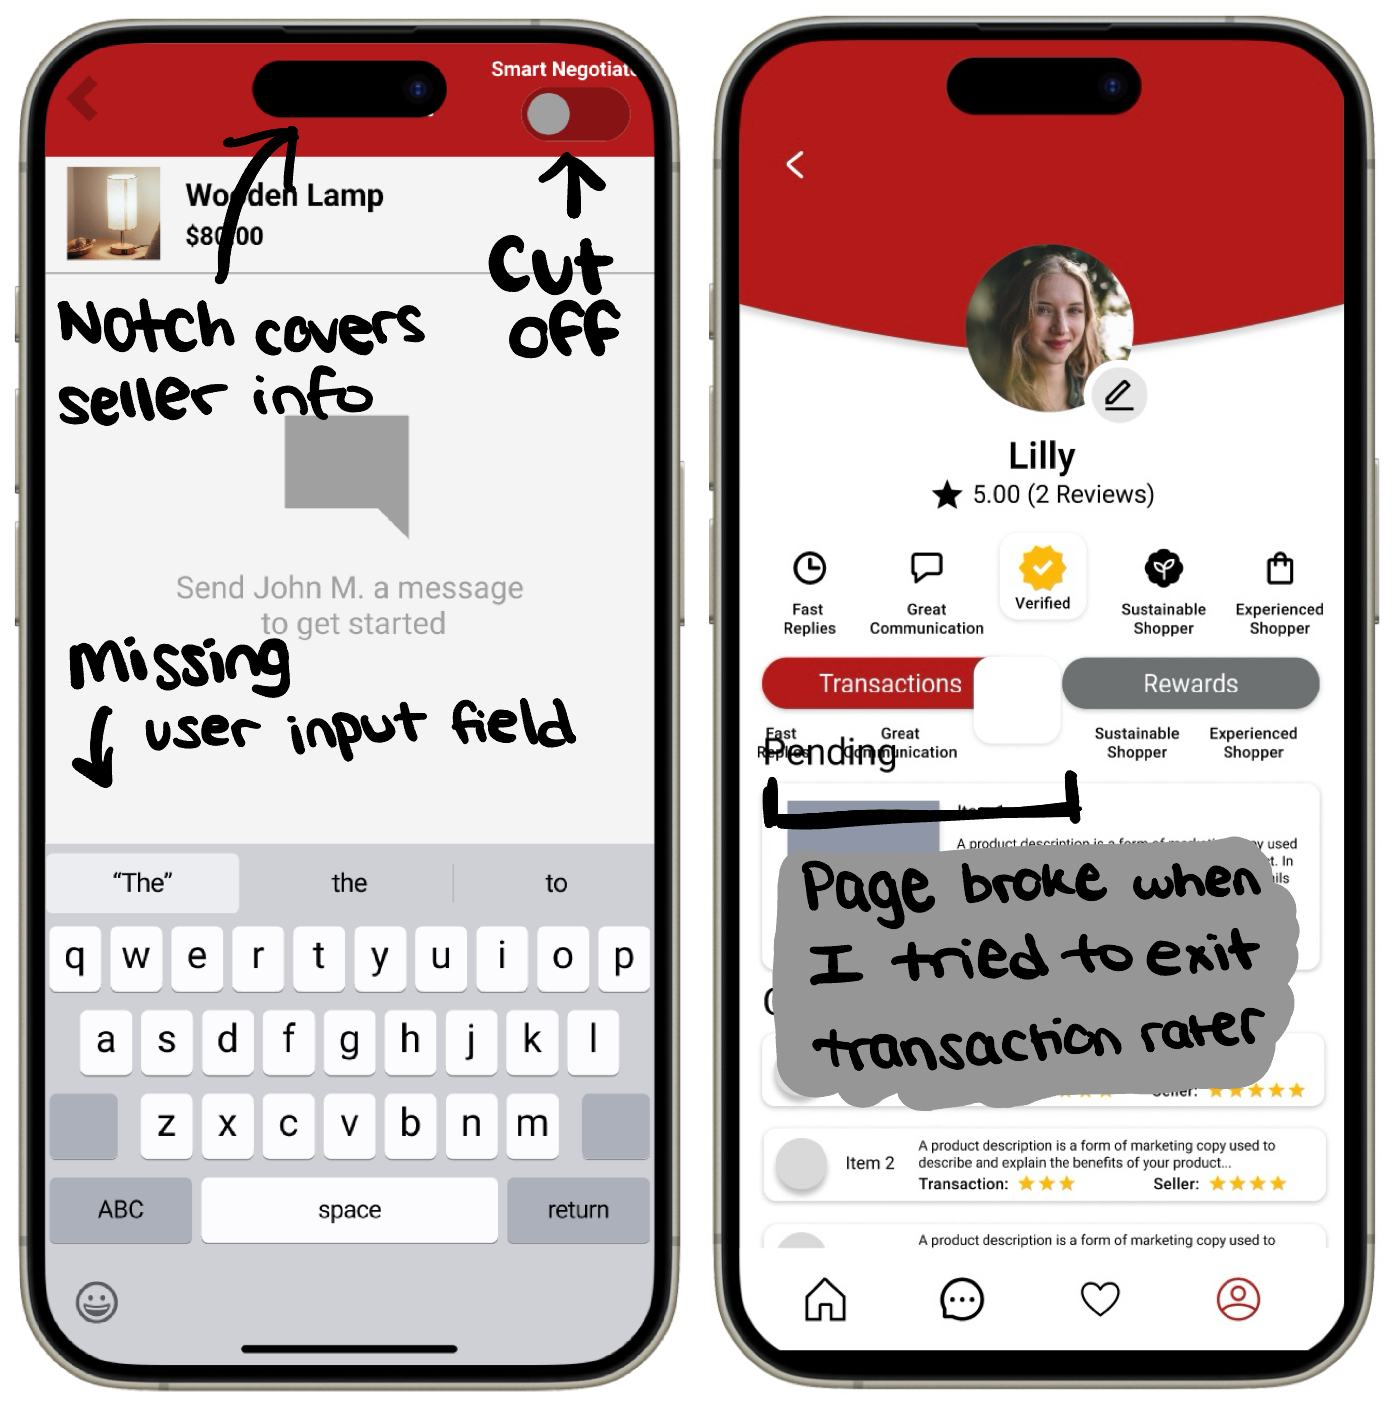 Smart Negotiato
Wooden Lamp
$80.00
Cut
off
Notch covers
seller info
Send John M. a message
to get started
Missing
user input field
“The” the to
q w e r t y u i o p
a s d f g h j k l
z x c v b n m
ABC space return
Lilly
5.00 (2 Reviews)
Fast
Replies
Great
Communication
Verified
Sustainable
Shopper
Experienced
Shopper
Transactions Rewards
Fast
Replies
Great
Communication
Sustainable
Shopper
Experienced
Shopper
Pending
A product description is a form of marketing copy used
Page broke when
I tried to exit
transaction rater
Seller:
Item 2
A product description is a form of marketing copy used to
describe and explain the benefits of your product...
Transaction: Seller:
A product description is a form of marketing copy used to